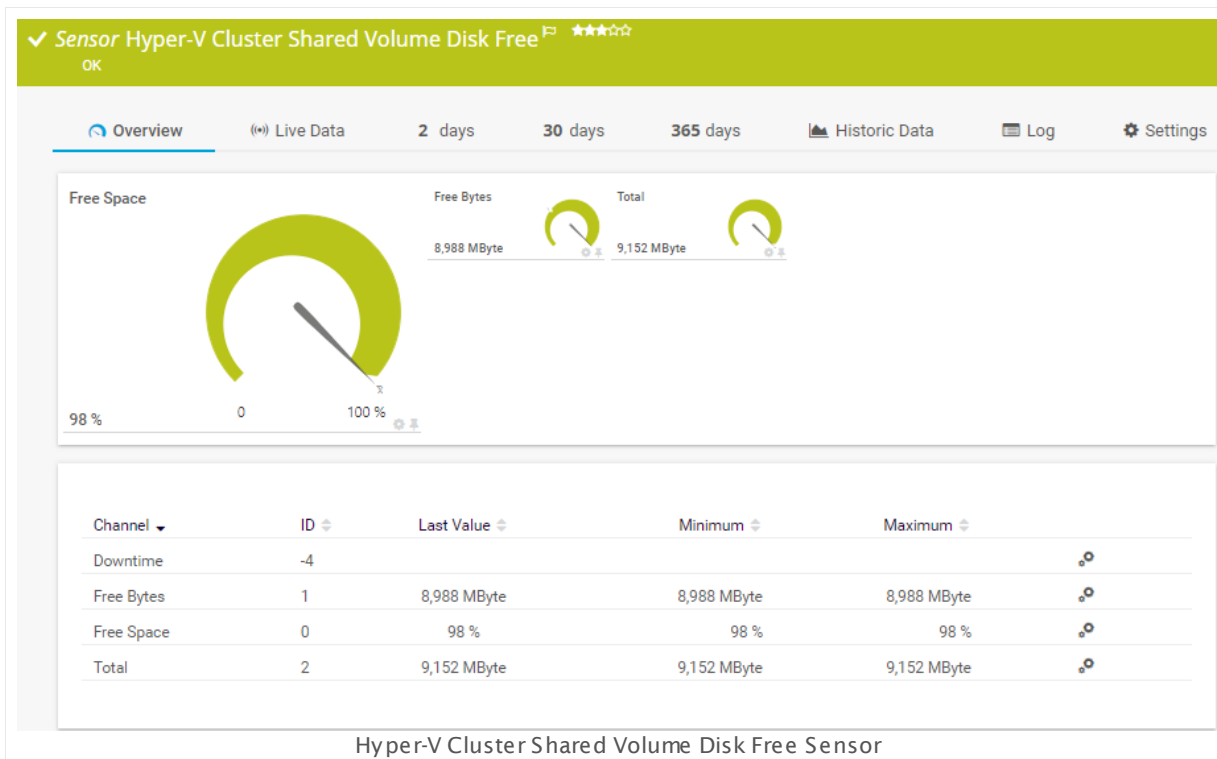 Sensor Hyper-V Cluster Shared Volume Disk Free
OK
Overview Live Data 2 days 30 days 365 days Historic Data Log Settings
Free Space Free Bytes Total
8,988 MByte 9,152 MByte
x̄
0 100 %
98 %
Channel ID Last Value Minimum Maximum
Downtime -4
Free Bytes 1 8,988 MByte 8,988 MByte 8,988 MByte
Free Space 0 98 % 98 % 98 %
Total 2 9,152 MByte 9,152 MByte 9,152 MByte
Hyper-V Cluster Shared Volume Disk Free Sensor